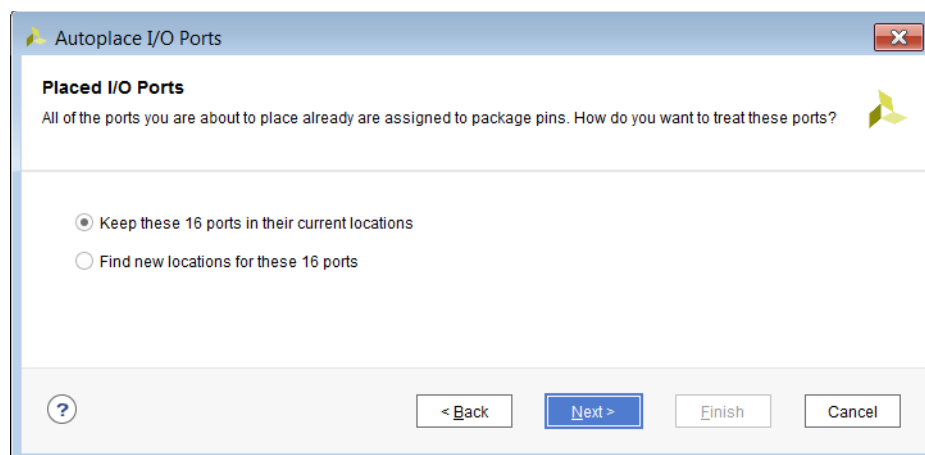 Autoplace I/O Ports
Placed I/O Ports
All of the ports you are about to place already are assigned to package pins. How do you want to treat these ports?
Keep these 16 ports in their current locations
Find new locations for these 16 ports
?
< Back
Next >
Finish
Cancel